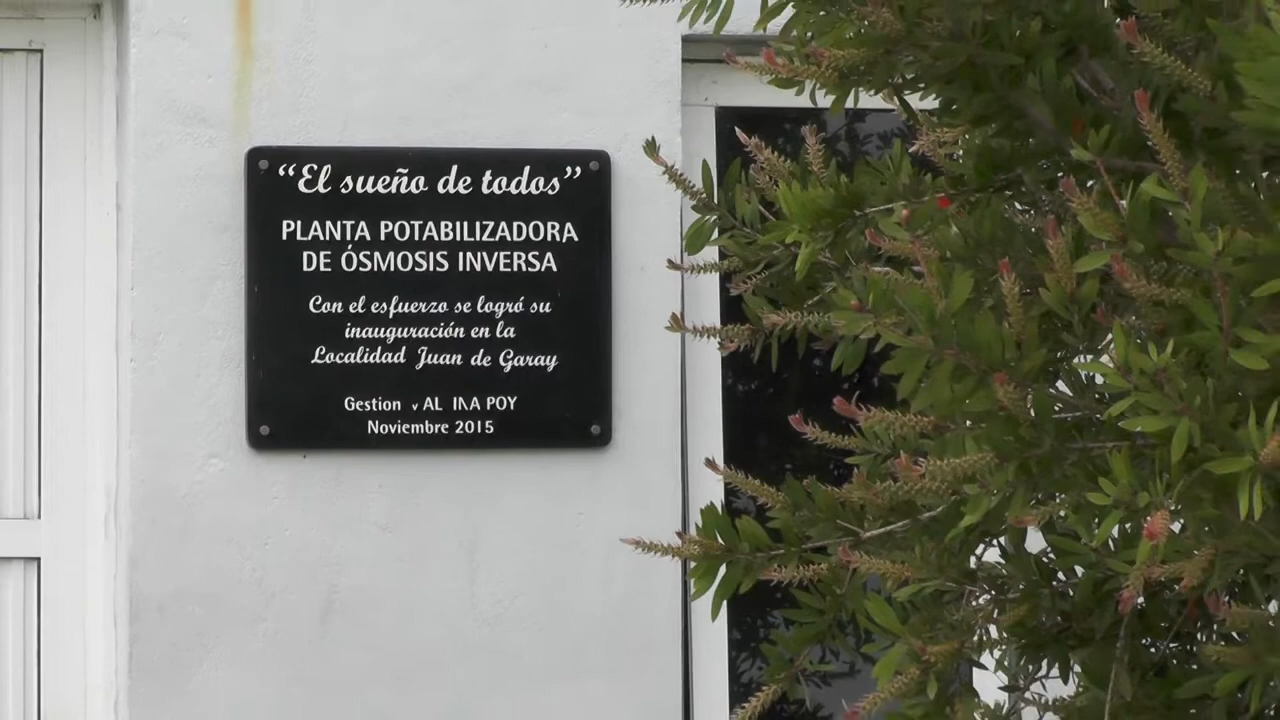 “El sueño de todos”
PLANTA POTABILIZADORA
DE ÓSMOSIS INVERSA
Con el esfuerzo se logró su
inauguración en la
Localidad Juan de Garay
Gestion POY
Noviembre 2015